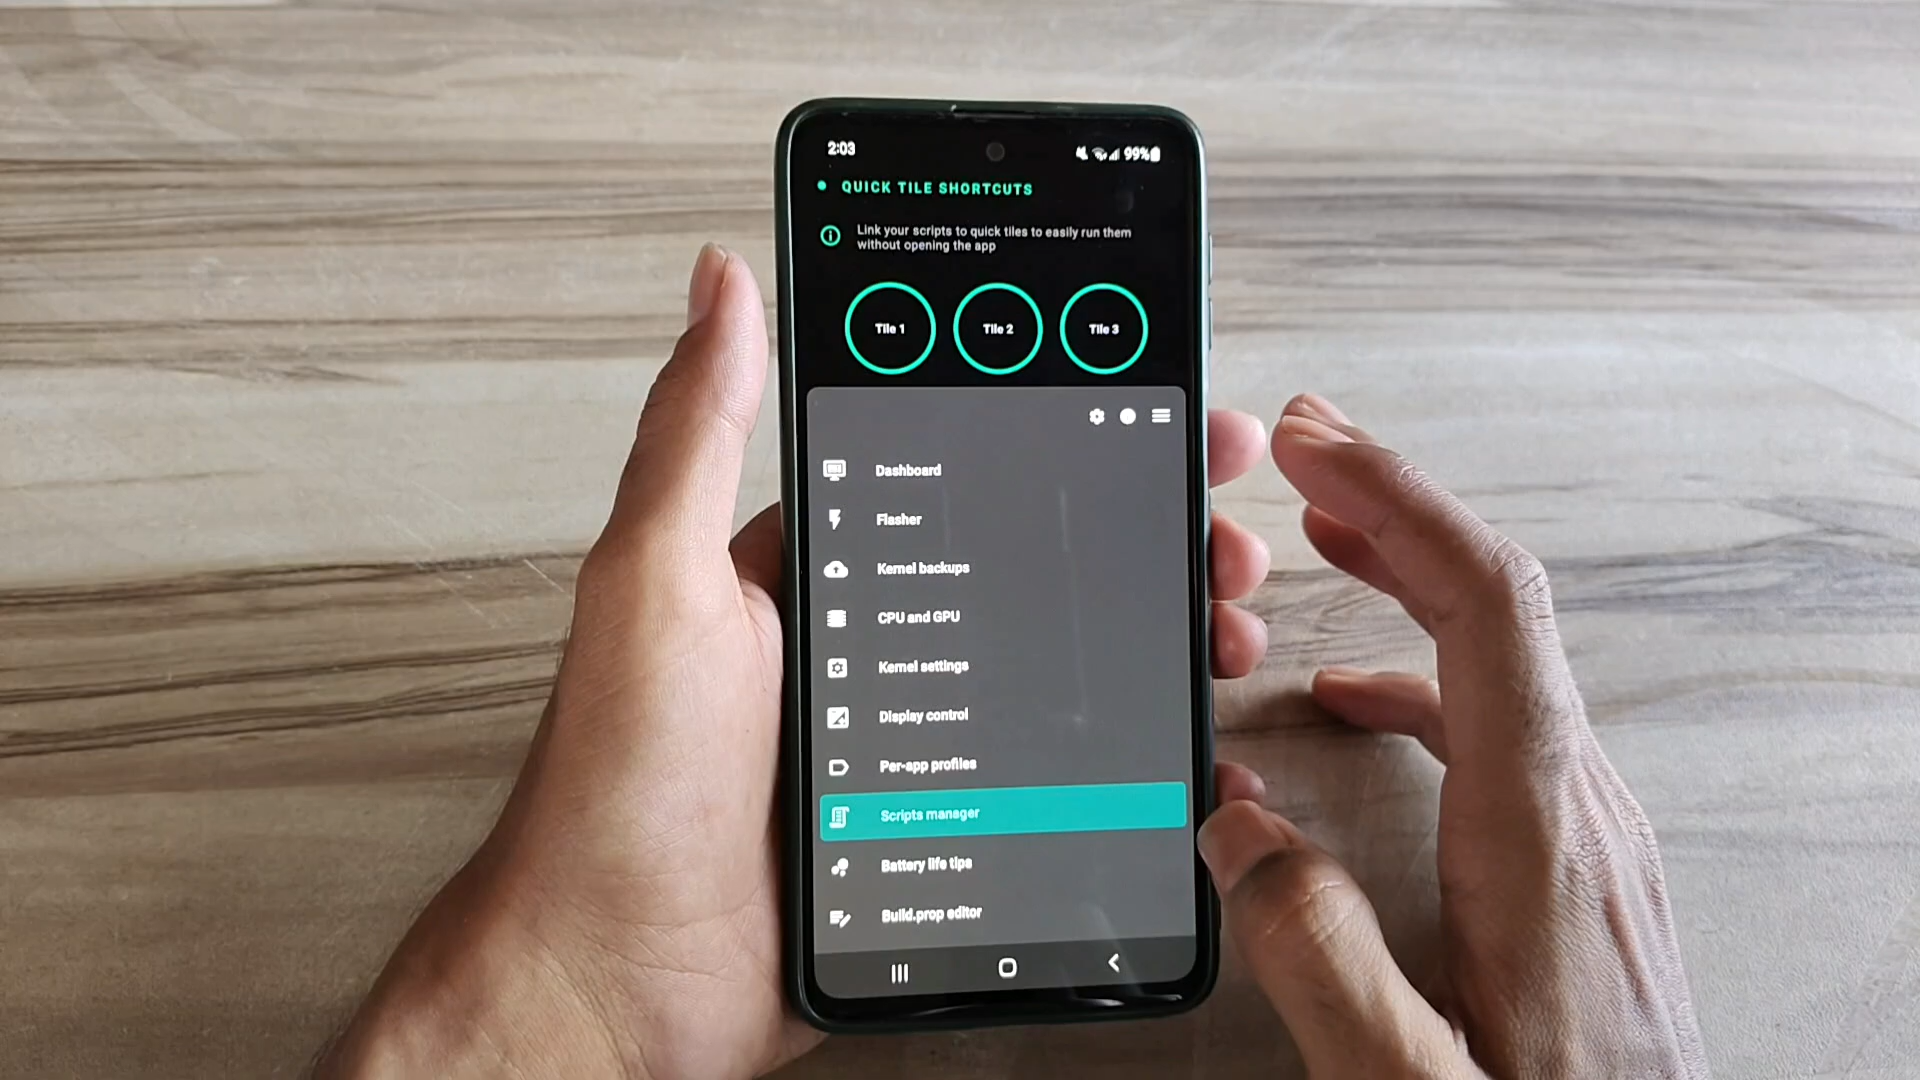 2:03
99%
QUICK TILE SHORTCUTS
Link your scripts to quick tiles to easily run them
without opening the app
Tile 1 Tile 2 Tile 3
Dashboard
Flasher
Kernel backups
CPU and GPU
Kernel settings
Display control
Per-app profiles
Scripts manager
Battery life tips
Build.prop editor